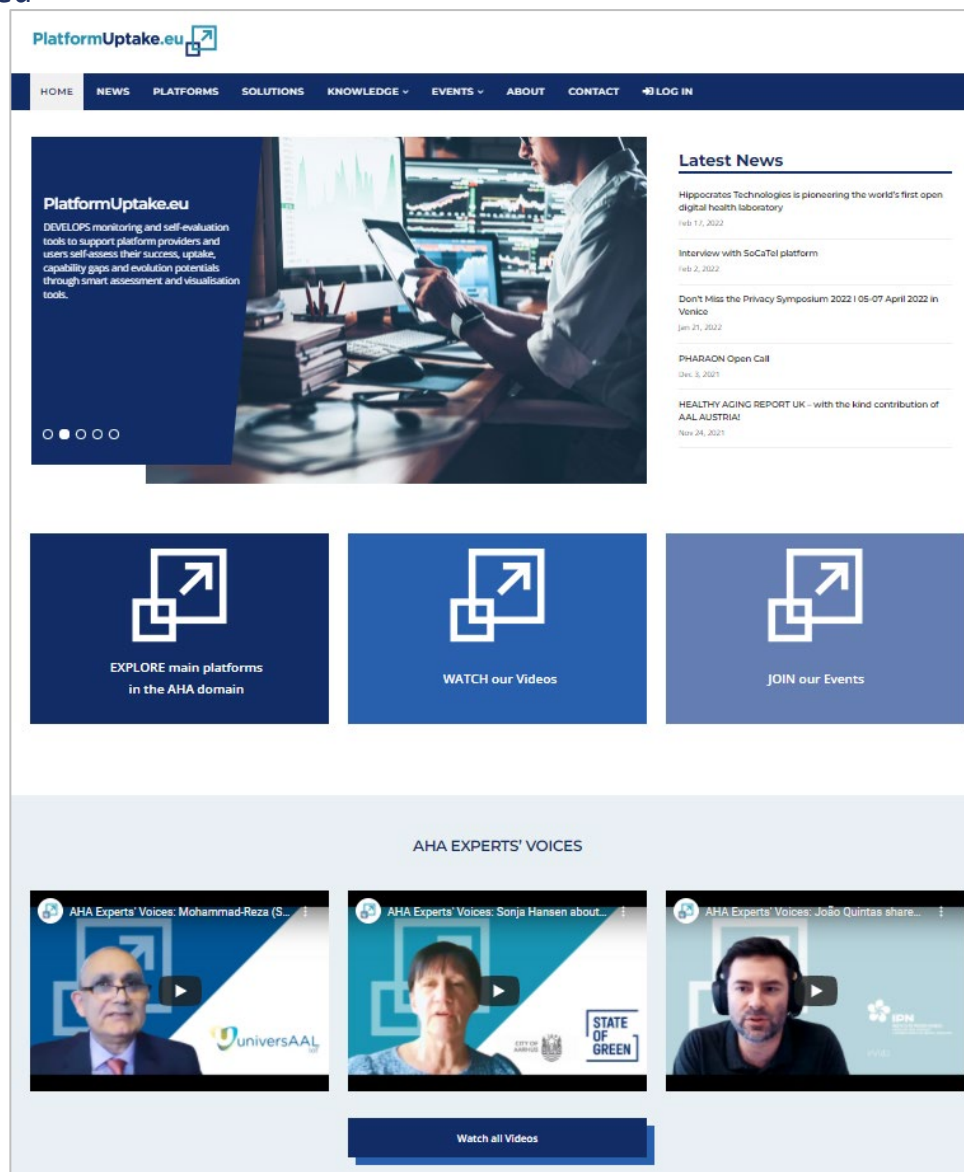 PlatformUptake.eu
HOME NEWS PLATFORMS SOLUTIONS KNOWLEDGE EVENTS ABOUT CONTACT LOG IN
PlatformUptake.eu
DEVELOPS monitoring and self-evaluation
tools to support platform providers and
users self-assess their success, uptake,
capability gaps and evolution potentials
through smart assessment and visualisation
tools.
Latest News
Hippocrates Technologies is pioneering the world's first open
digital health laboratory
Feb 17, 2022
Interview with SoCaTel platform
Feb 2, 2022
Don't Miss the Privacy Symposium 2022 I 05-07 April 2022 in
Venice
Jan 21, 2022
PHARAON Open Call
Dec 3, 2021
HEALTHY AGING REPORT UK – with the kind contribution of
AAL AUSTRIA!
Nov 24, 2021
EXPLORE main platforms
in the AHA domain
WATCH our Videos
JOIN our Events
AHA EXPERTS' VOICES
AHA Experts' Voices: Mohammad-Reza (S...
universAAL
AHA Experts' Voices: Sonja Hansen about...
CITY OF
AARHUS
STATE
OF
GREEN
AHA Experts' Voices: João Quintas share...
IPN
Watch all Videos